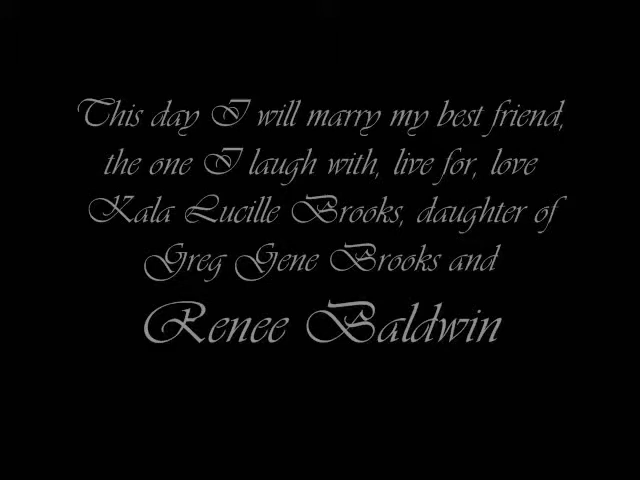 This day I will marry my best friend,
the one I laugh with, live for, love
Kala Lucille Brooks, daughter of
Greg Gene Brooks and
Renee Baldwin